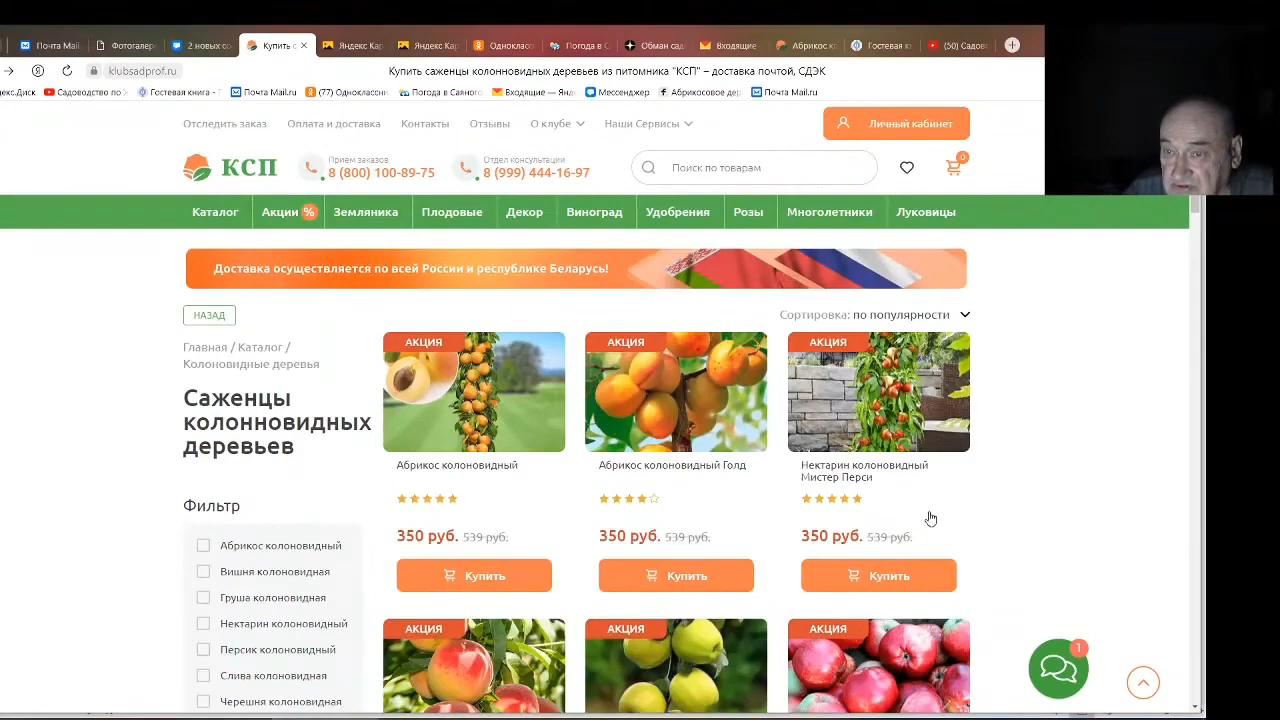 Почта Mail.
Фотогалер
2 новых со
Купить с
Яндекс Кар
Яндекс Кар
Однокласс
Погода в С
Обман сад
Входящие
Абрикос к
Гостевая к
(50) Садов
klubsadprof.ru
Купить саженцы колонновидных деревьев из питомника "КСП" – доставка почтой, СДЭК
екс.Диск
Садоводство по
Гостевая книга -
Почта Mail.ru
(77) Одноклассн
Погода в Саяног
Входящие — Янд
Мессенджер
Абрикосовое дер
Почта Mail.ru
Отследить заказ
Оплата и доставка
Контакты
Отзывы
О клубе
Наши Сервисы
Личный кабинет
КСП
Прием заказов
8 (800) 100-89-75
Отдел консультации
8 (999) 444-16-97
Поиск по товарам
0
Каталог
Акции %
Земляника
Плодовые
Декор
Виноград
Удобрения
Розы
Многолетники
Луковицы
Доставка осуществляется по всей России и республике Беларусь!
НАЗАД
Сортировка: по популярности
Главная / Каталог /
Колоновидные деревья
Саженцы
колонновидных
деревьев
Фильтр
Абрикос колоновидный
Вишня колоновидная
Груша колоновидная
Нектарин колоновидный
Персик колоновидный
Слива колоновидная
Черешня колоновидная
АКЦИЯ
Абрикос колоновидный
350 руб. 539 руб.
Купить
АКЦИЯ
Абрикос колоновидный Голд
350 руб. 539 руб.
Купить
АКЦИЯ
Нектарин колоновидный
Мистер Перси
350 руб. 539 руб.
Купить
АКЦИЯ
АКЦИЯ
АКЦИЯ
1